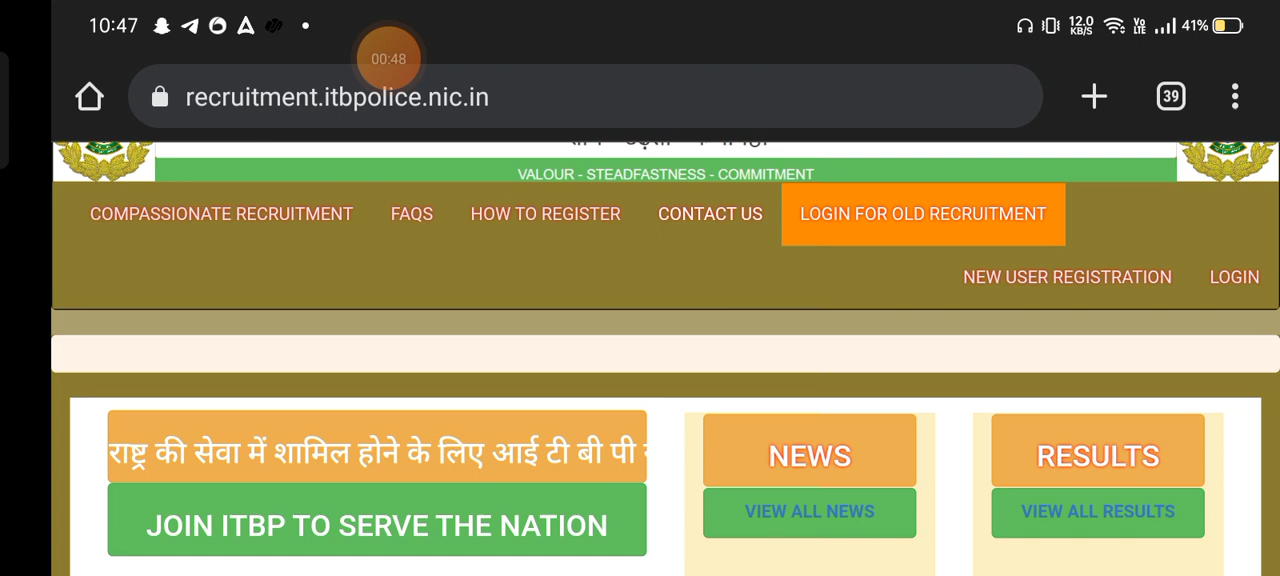 10:47
12.0 KB/S
Vo LTE
41%
00:48
recruitment.itbpolice.nic.in
39
VALOUR - STEADFASTNESS - COMMITMENT
COMPASSIONATE RECRUITMENT FAQS HOW TO REGISTER CONTACT US LOGIN FOR OLD RECRUITMENT
NEW USER REGISTRATION LOGIN
राष्ट्र की सेवा में शामिल होने के लिए आई टी बी पी
JOIN ITBP TO SERVE THE NATION
NEWS
VIEW ALL NEWS
RESULTS
VIEW ALL RESULTS